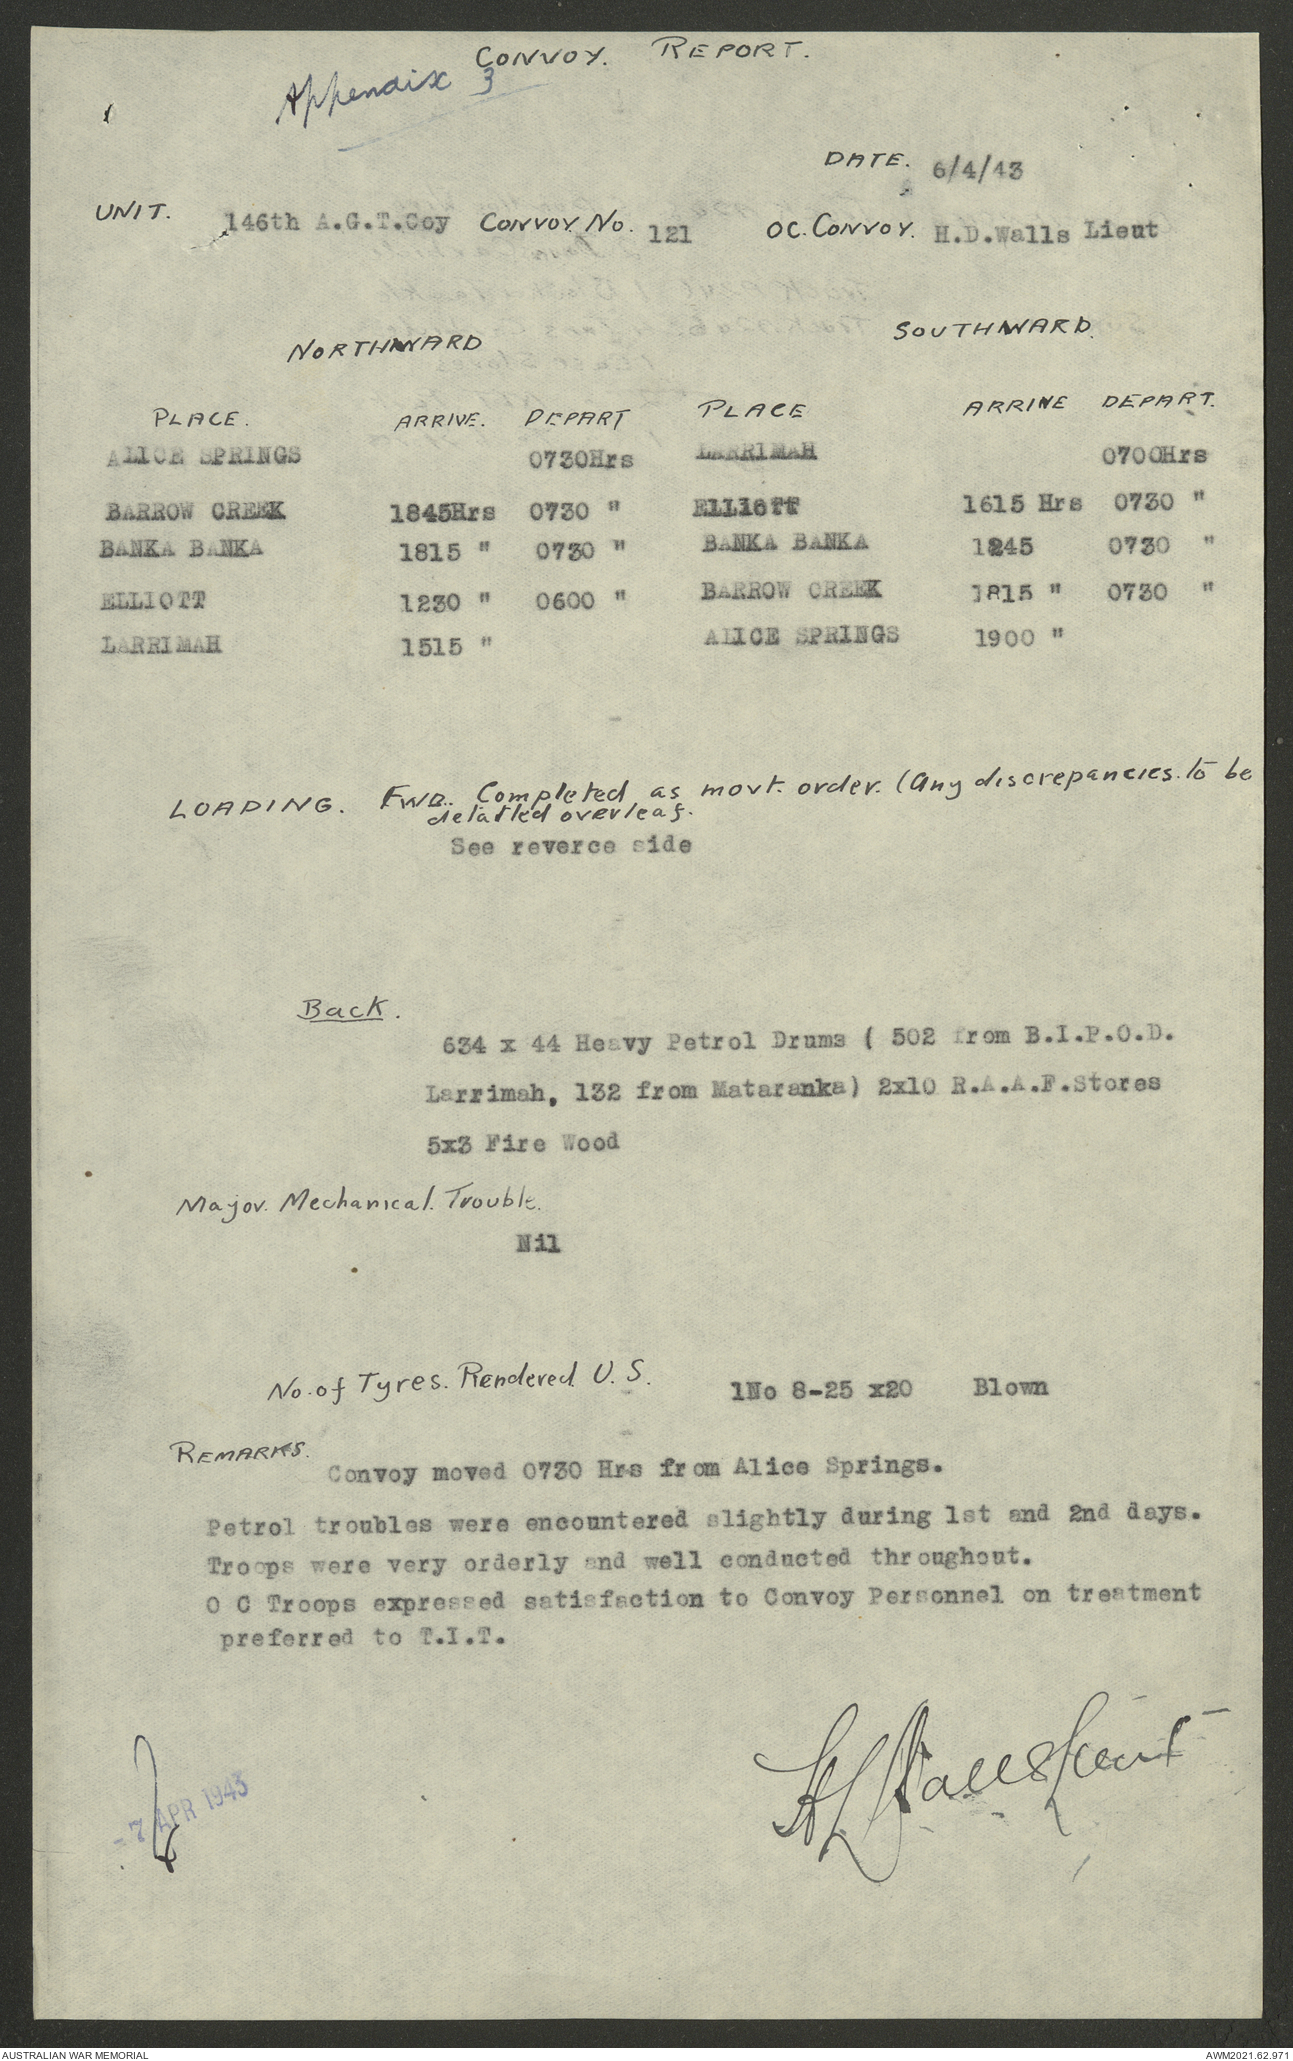 CONVOY. REPORT.
Appendix 3
DATE. 6/4/43
UNIT. 146th A.G.T.Coy CONVOY No. 121 OC. CONVOY. H.D.Walls Lieut
NORTHWARD SOUTHWARD.
PLACE. ARRIVE. DEPART PLACE ARRIVE DEPART.
ALICE SPRINGS 0730Hrs LARRIMAH 0700Hrs
BARROW CREEK 1845Hrs 0730 " ELLIOTT 1615 Hrs 0730 "
BANKA BANKA 1815 " 0730 " BANKA BANKA 1245 0730 "
ELLIOTT 1230 " 0600 " BARROW CREEK 1815 " 0730 "
LARRIMAH 1515 " ALICE SPRINGS 1900 "
LOADING. FWD. Completed as movt. order. (Any discrepancies. to be
detailed overleaf.
See reverce side
Back.
634 x 44 Heavy Petrol Drums ( 502 from B.I.P.O.D.
Larrimah, 132 from Mataranka) 2x10 R.A.A.F.Stores
5x3 Fire Wood
Major. Mechanical. Trouble.
Nil
No. of Tyres. Rendered. U. S. 1No 8-25 x20 Blown
REMARKS. Convoy moved 0730 Hrs from Alice Springs.
Petrol troubles were encountered slightly during 1st and 2nd days.
Troops were very orderly and well conducted throughout.
O C Troops expressed satisfaction to Convoy Personnel on treatment
preferred to T.I.T.
Walls Lieut
- 7 APR 1943
AUSTRALIAN WAR MEMORIAL AWM2021.62.971